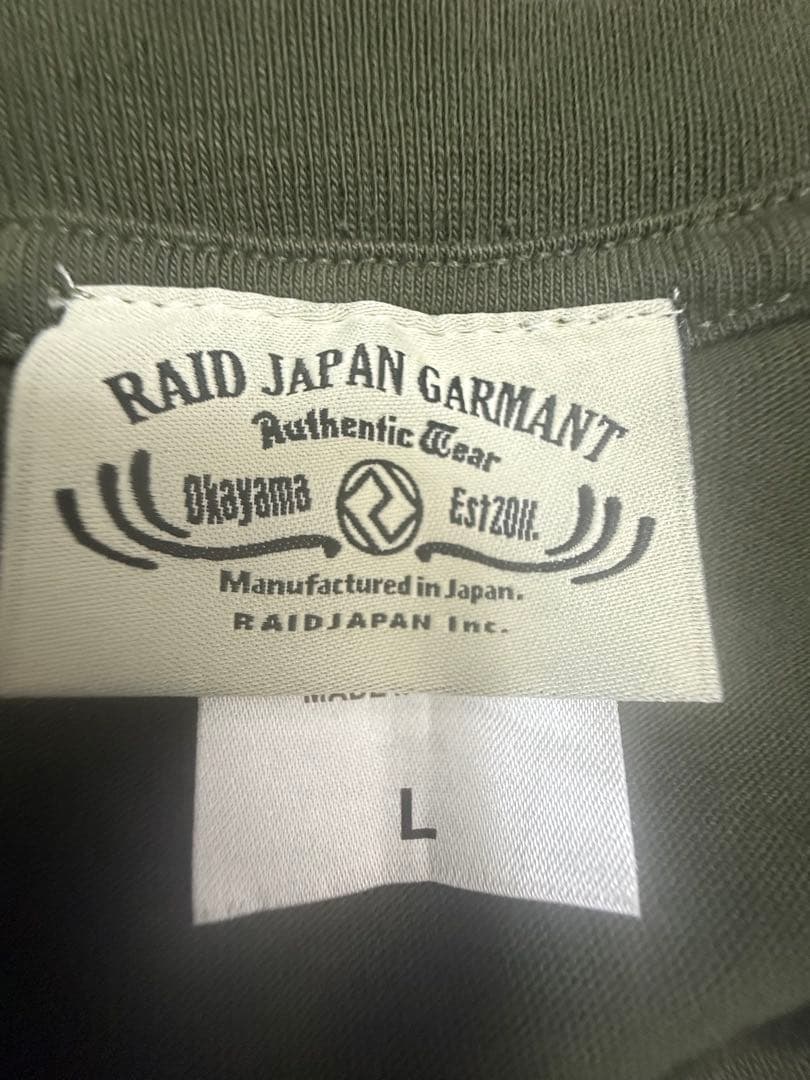 RAID JAPAN GARMANT
Authentic Wear
Okayama Est2011.
Manufactured in Japan.
RAIDJAPAN Inc.
L